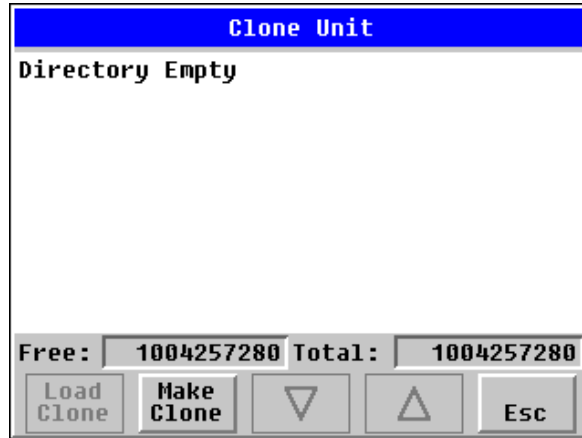 Clone Unit
Directory Empty
Free: 1004257280 Total: 1004257280
Load Clone
Make Clone
Esc